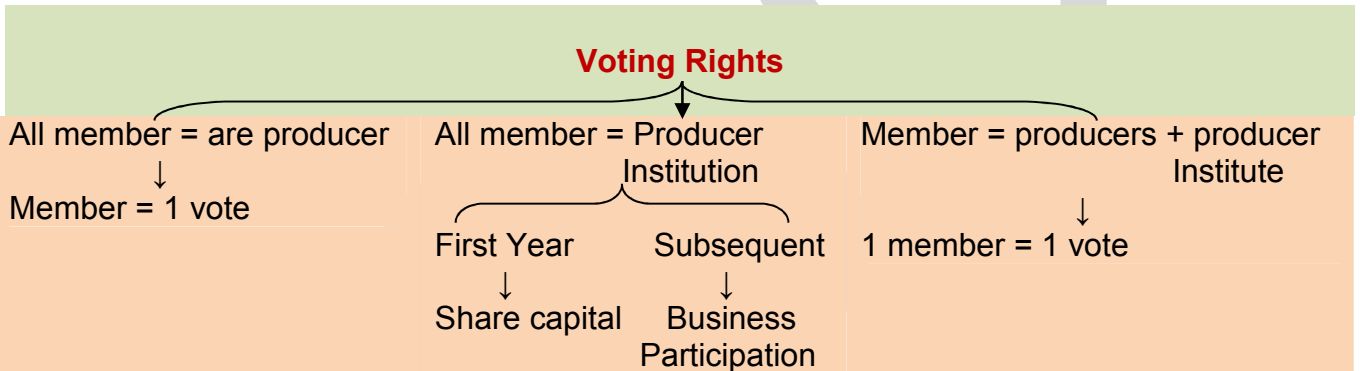 Voting Rights
All member = are producer
↓
Member = 1 vote
All member = Producer
Institution
First Year Subsequent
↓ ↓
Share capital Business
Participation
Member = producers + producer
Institute
↓
1 member = 1 vote